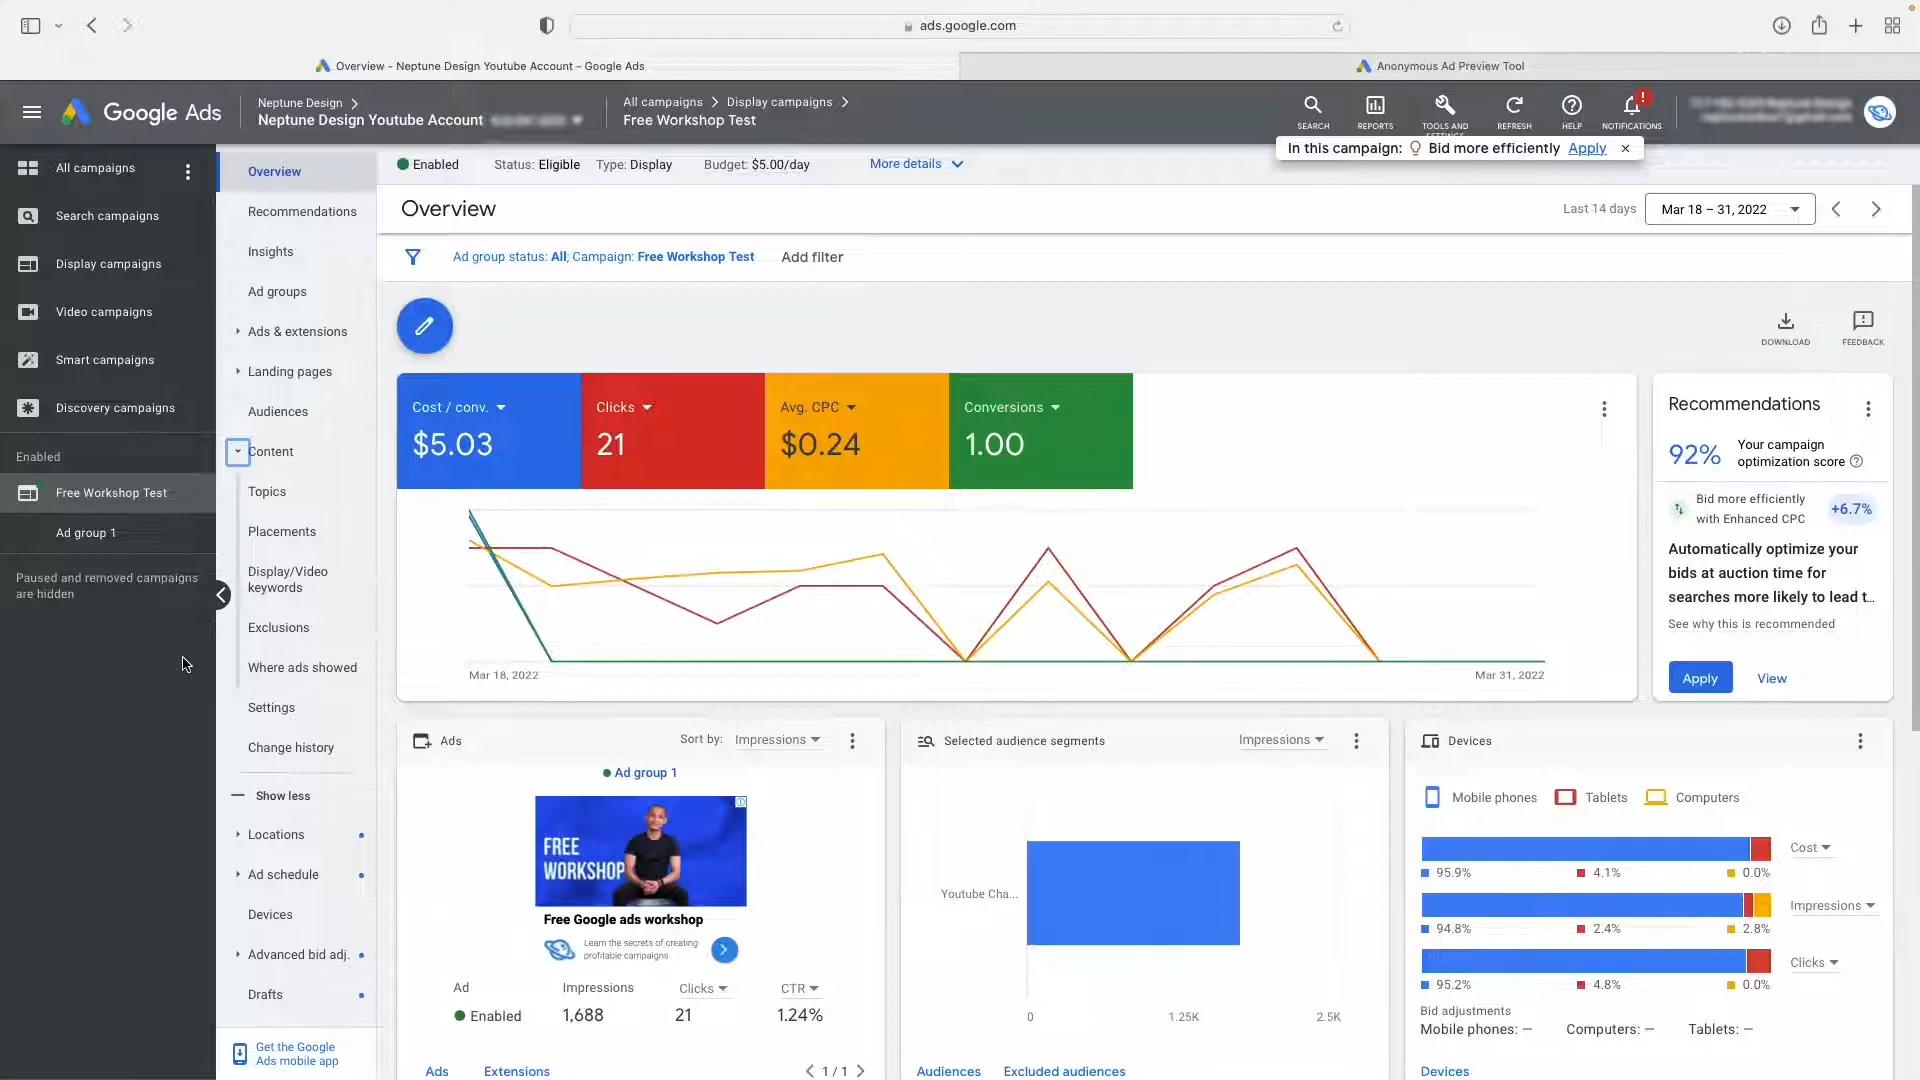 ads.google.com
Overview - Neptune Design Youtube Account - Google Ads
Anonymous Ad Preview Tool
Google Ads
Neptune Design
Neptune Design Youtube Account
All campaigns
Display campaigns
Free Workshop Test
SEARCH
REPORTS
TOOLS AND
REFRESH
HELP
NOTIFICATIONS
!
In this campaign: Bid more efficiently Apply ×
All campaigns
Search campaigns
Display campaigns
Video campaigns
Smart campaigns
Discovery campaigns
Enabled
Free Workshop Test
Ad group 1
Paused and removed campaigns
are hidden
Overview
Recommendations
Insights
Ad groups
Ads & extensions
Landing pages
Audiences
Content
Topics
Placements
Display/Video
keywords
Exclusions
Where ads showed
Settings
Change history
Show less
Locations
Ad schedule
Devices
Advanced bid adj.
Drafts
Get the Google
Ads mobile app
Enabled Status: Eligible Type: Display Budget: $5.00/day More details
Overview
Last 14 days Mar 18 – 31, 2022
Ad group status: All; Campaign: Free Workshop Test Add filter
DOWNLOAD
FEEDBACK
Cost / conv.
$5.03
Clicks
21
Avg. CPC
$0.24
Conversions
1.00
Mar 18, 2022
Mar 31, 2022
Recommendations
92%
Your campaign
optimization score
Bid more efficiently
with Enhanced CPC
+6.7%
Automatically optimize your
bids at auction time for
searches more likely to lead t...
See why this is recommended
Apply View
Ads
Sort by: Impressions
Ad group 1
FREE
WORKSHOP
Free Google ads workshop
Learn the secrets of creating
profitable campaigns
Ad Impressions Clicks CTR
Enabled 1,688 21 1.24%
Ads Extensions 1 / 1
Selected audience segments Impressions
Youtube Cha...
0 1.25K 2.5K
Audiences Excluded audiences
Devices
Mobile phones Tablets Computers
Cost
95.9% 4.1% 0.0%
Impressions
94.8% 2.4% 2.8%
Clicks
95.2% 4.8% 0.0%
Bid adjustments
Mobile phones: — Computers: — Tablets: —
Devices